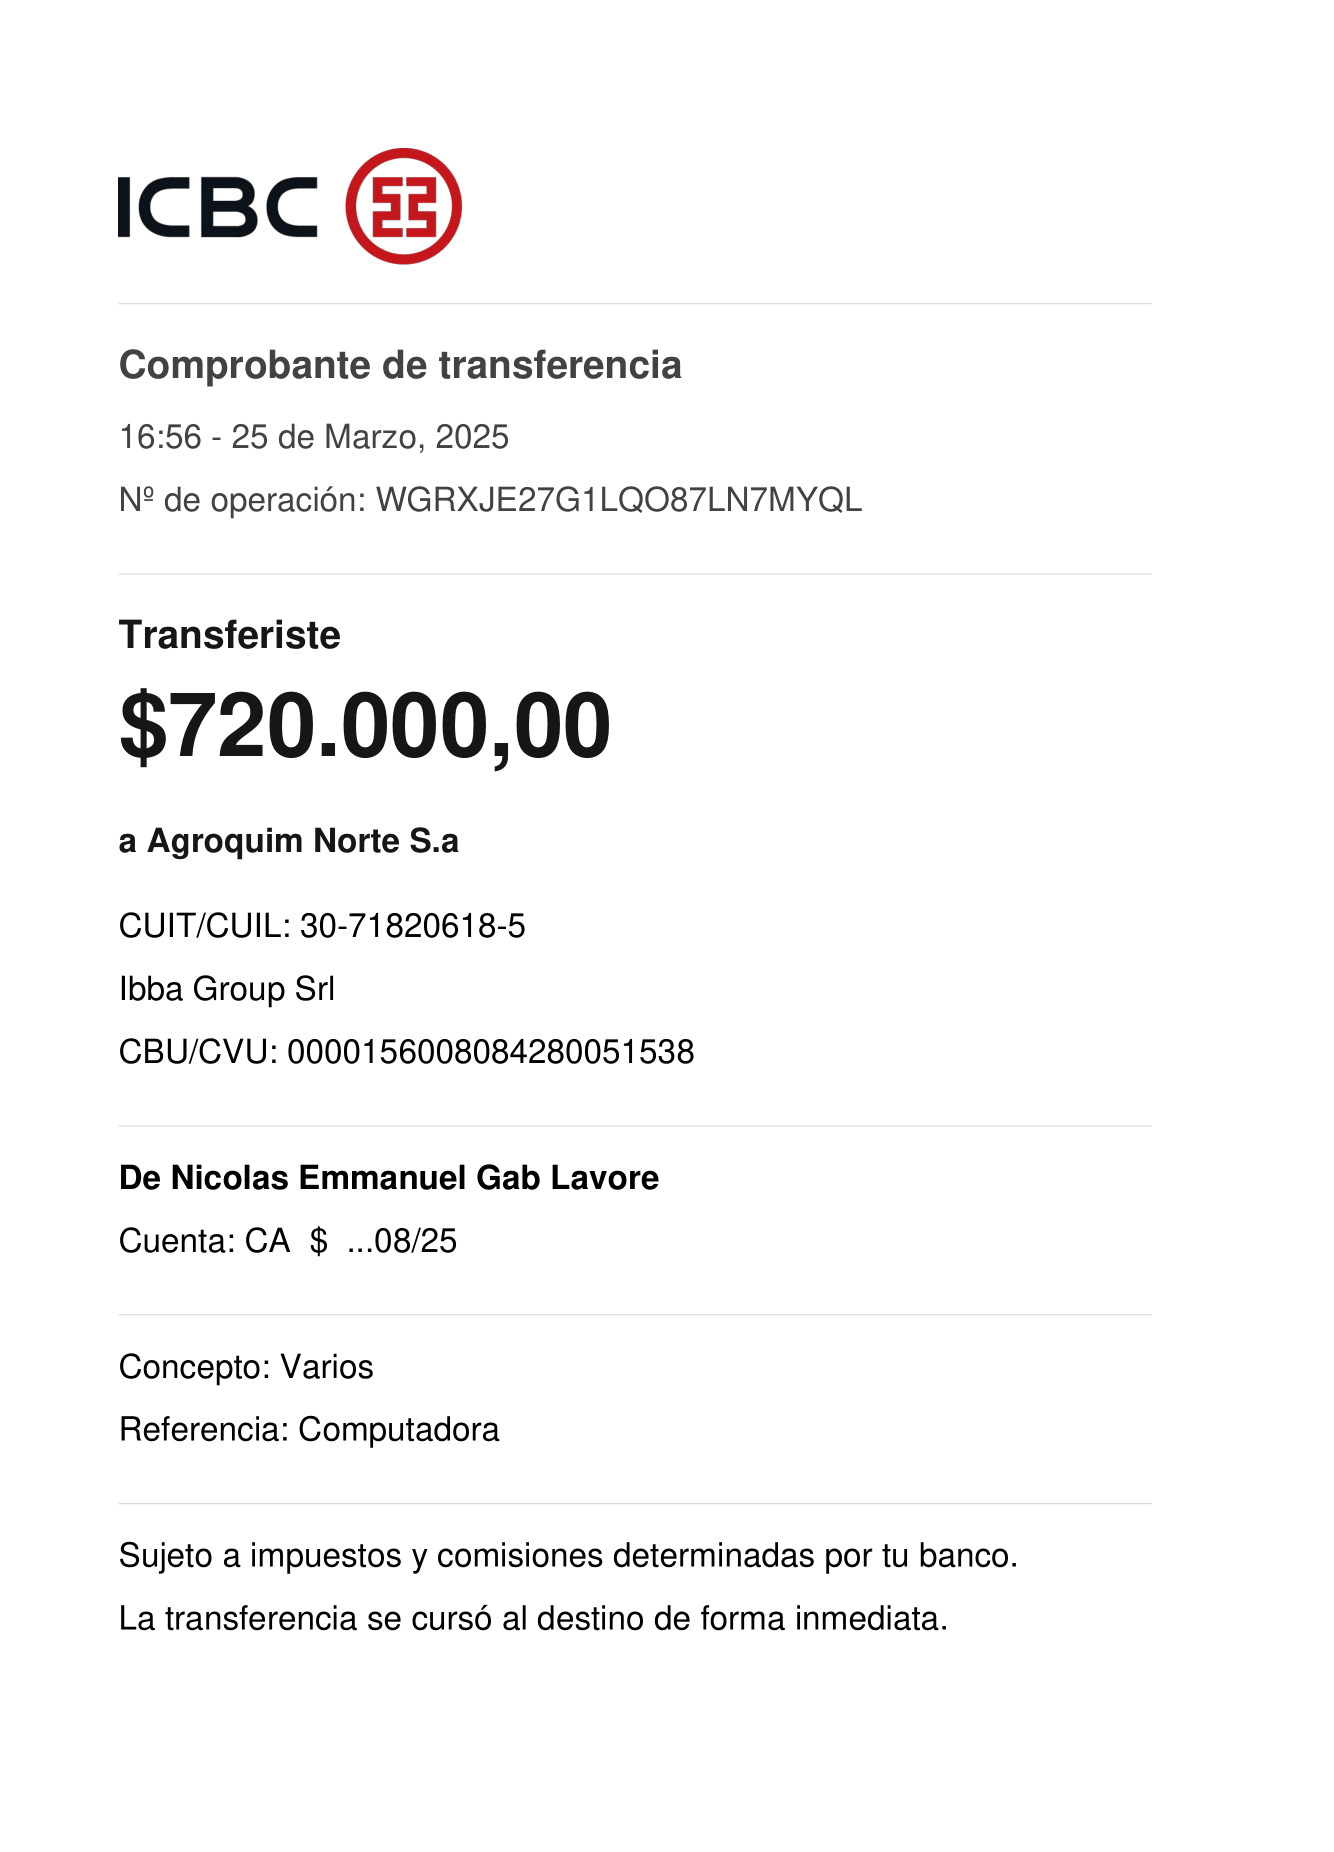 ICBC
Comprobante de transferencia
16:56 - 25 de Marzo, 2025
Nº de operación: WGRXJE27G1LQO87LN7MYQL
Transferiste
$720.000,00
a Agroquim Norte S.a
CUIT/CUIL: 30-71820618-5
Ibba Group Srl
CBU/CVU: 0000156008084280051538
De Nicolas Emmanuel Gab Lavore
Cuenta: CA $ ...08/25
Concepto: Varios
Referencia: Computadora
Sujeto a impuestos y comisiones determinadas por tu banco.
La transferencia se cursó al destino de forma inmediata.